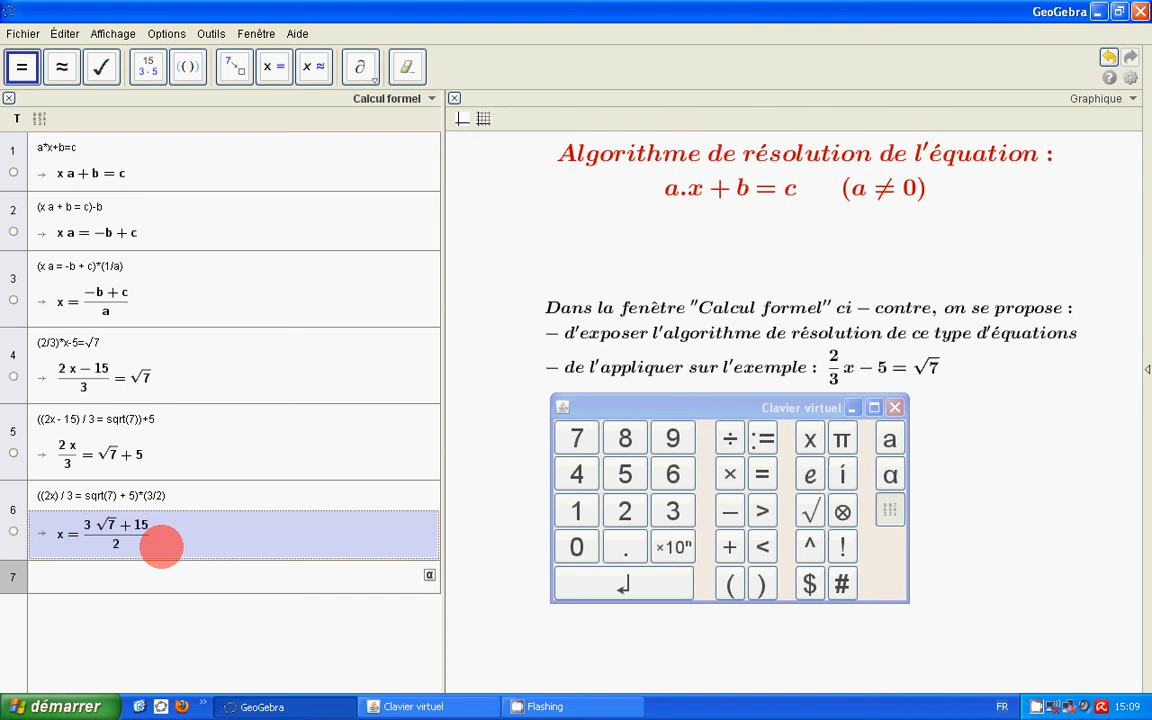 GeoGebra
Fichier Éditer Affichage Options Outils Fenêtre Aide
= ≈ ✓ 15 3·5 (( )) 7 x = x ≈ ∂
Calcul formel
Graphique
T
1 a*x+b=c
→ x a + b = c
2 (x a + b = c)-b
→ x a = −b + c
3 (x a = -b + c)*(1/a)
→ x = (−b + c)/a
4 (2/3)*x-5=√7
→ (2 x − 15)/3 = √7
5 ((2x - 15) / 3 = sqrt(7))+5
→ 2 x/3 = √7 + 5
6 ((2x) / 3 = sqrt(7) + 5)*(3/2)
→ x = (3 √7 + 15)/2
7 α
Algorithme de résolution de l'équation :
a.x + b = c (a ≠ 0)
Dans la fenêtre "Calcul formel" ci − contre, on se propose :
− d'exposer l'algorithme de résolution de ce type d'équations
− de l'appliquer sur l'exemple : 2/3 x − 5 = √7
Clavier virtuel
7 8 9 ÷ := x π a
4 5 6 × = e í α
1 2 3 − > √ ⊗
0 . ×10ⁿ + < ^ !
↵ ( ) $ #
démarrer » GeoGebra Clavier virtuel Flashing FR 15:09